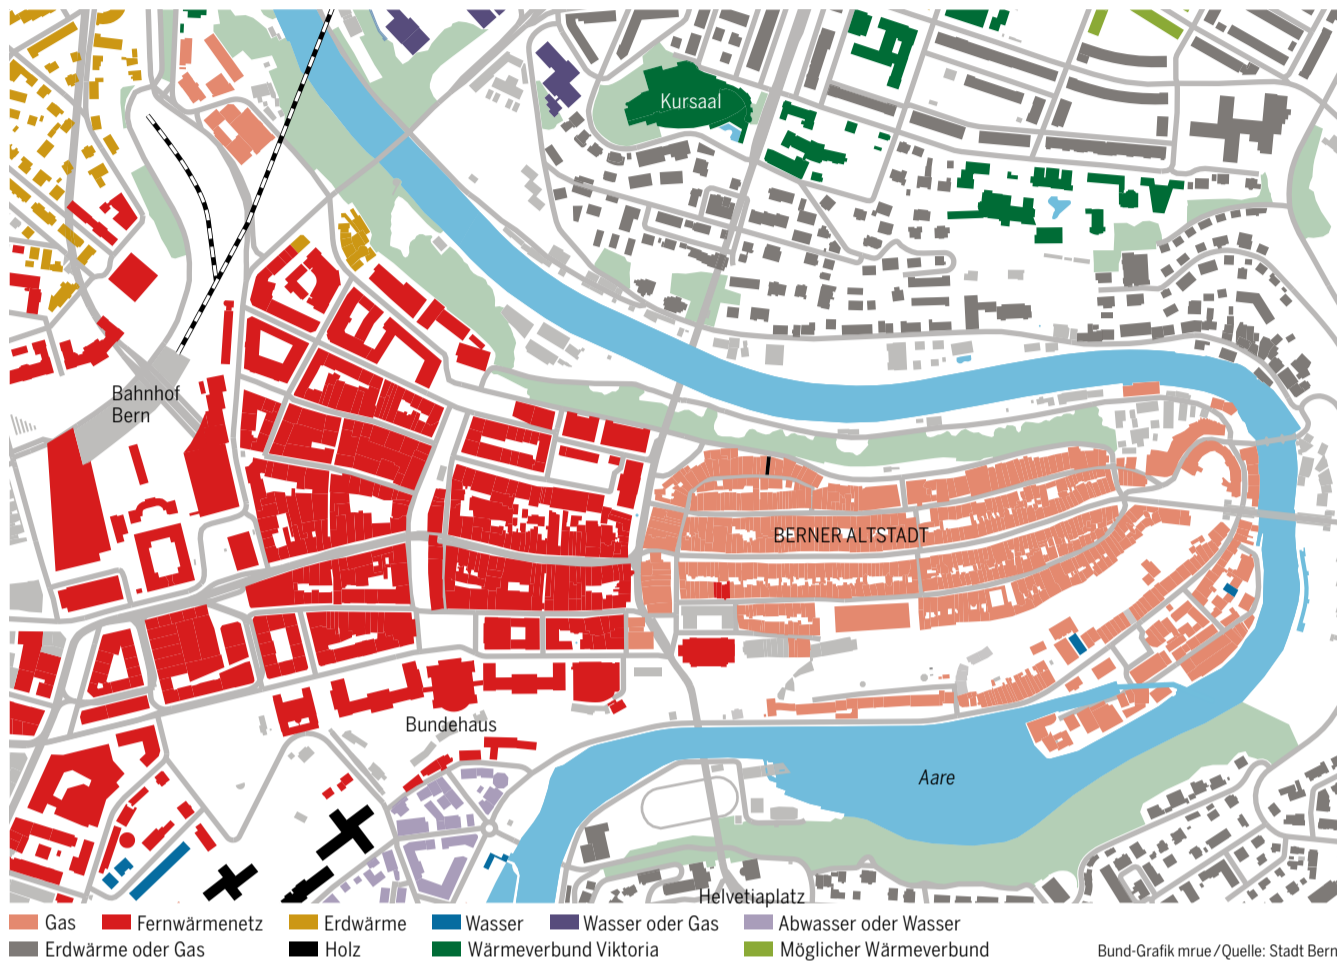 Kursaal
Bahnhof
Bern
BERNER ALTSTADT
Bundehaus
Aare
Helvetiaplatz
Gas Fernwärmenetz Erdwärme Wasser Wasser oder Gas Abwasser oder Wasser
Erdwärme oder Gas Holz Wärmeverbund Viktoria Möglicher Wärmeverbund
Bund-Grafik mrue/Quelle: Stadt Bern